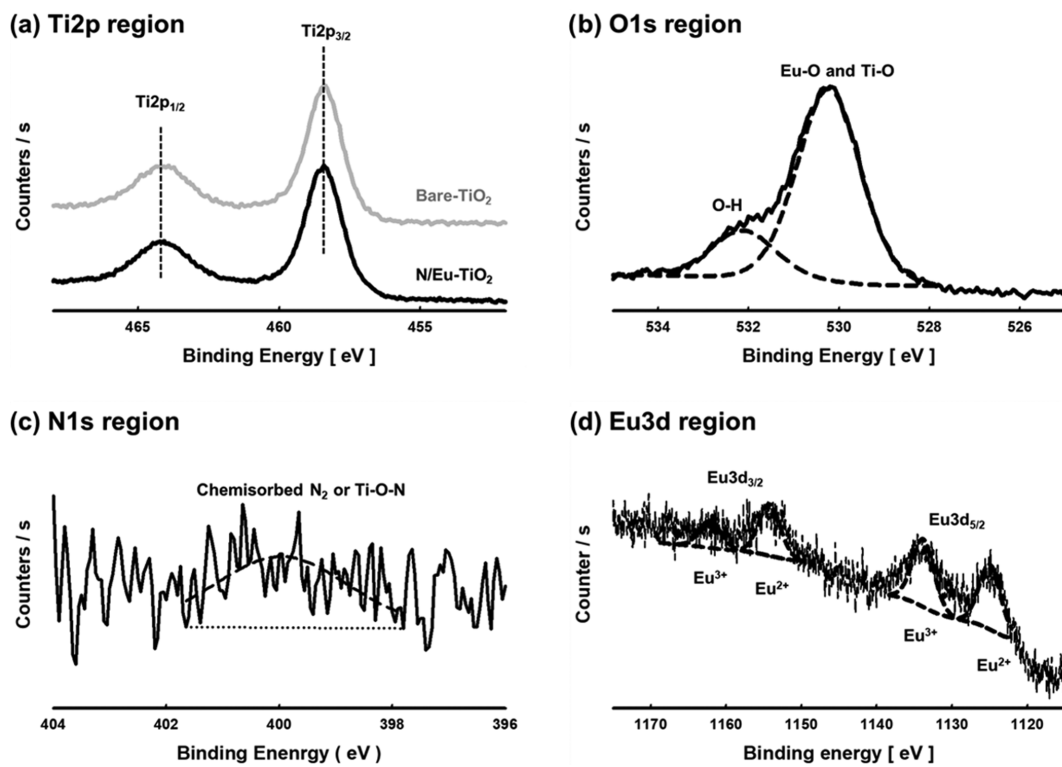 (a) Ti2p region
Ti2p3/2
Ti2p1/2
Counters / s
Bare-TiO2
N/Eu-TiO2
465 460 455
Binding Energy [ eV ]
(b) O1s region
Eu-O and Ti-O
O-H
Counters / s
534 532 530 528 526
Binding Energy [ eV ]
(c) N1s region
Chemisorbed N2 or Ti-O-N
Counters / s
404 402 400 398 396
Binding Enenrgy ( eV )
(d) Eu3d region
Eu3d3/2
Eu3d5/2
Counter / s
Eu3+
Eu2+
Eu3+
Eu2+
1170 1160 1150 1140 1130 1120
Binding energy [ eV ]